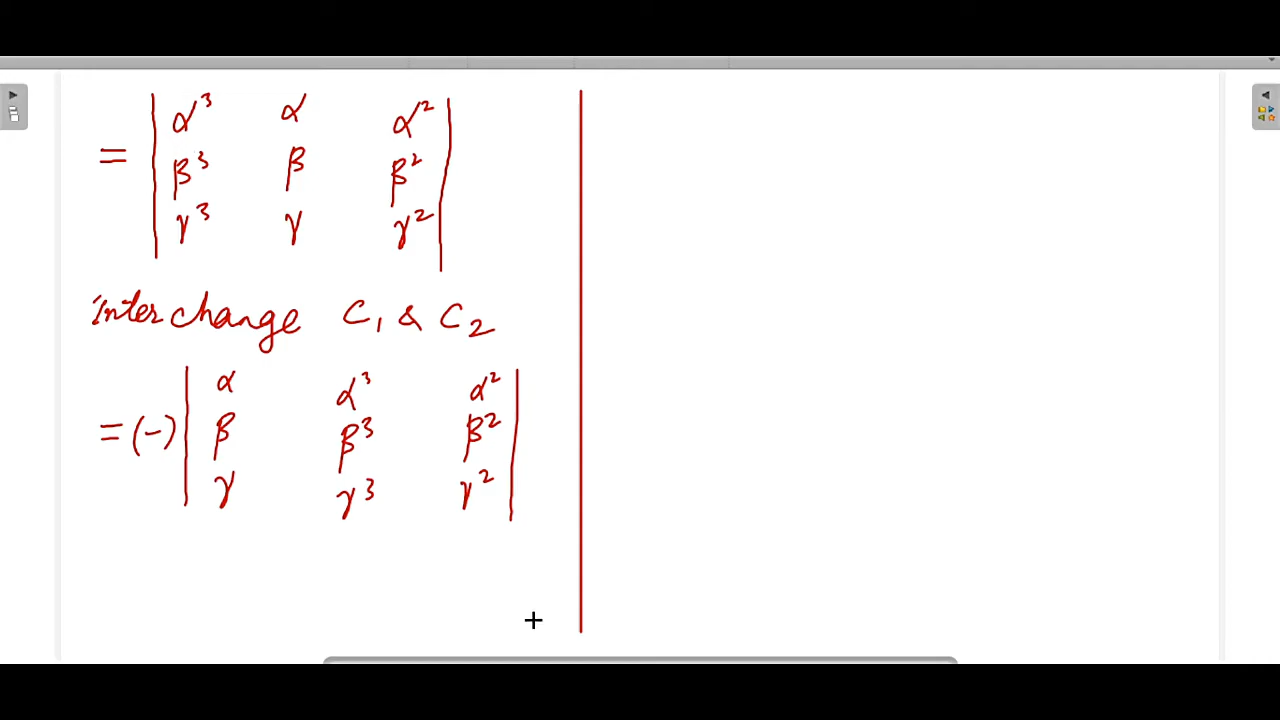 = | α³ α α² |
| β³ β β² |
| γ³ γ γ² |
Interchange C₁ & C₂
= (-) | α α³ α² |
| β β³ β² |
| γ γ³ γ² |